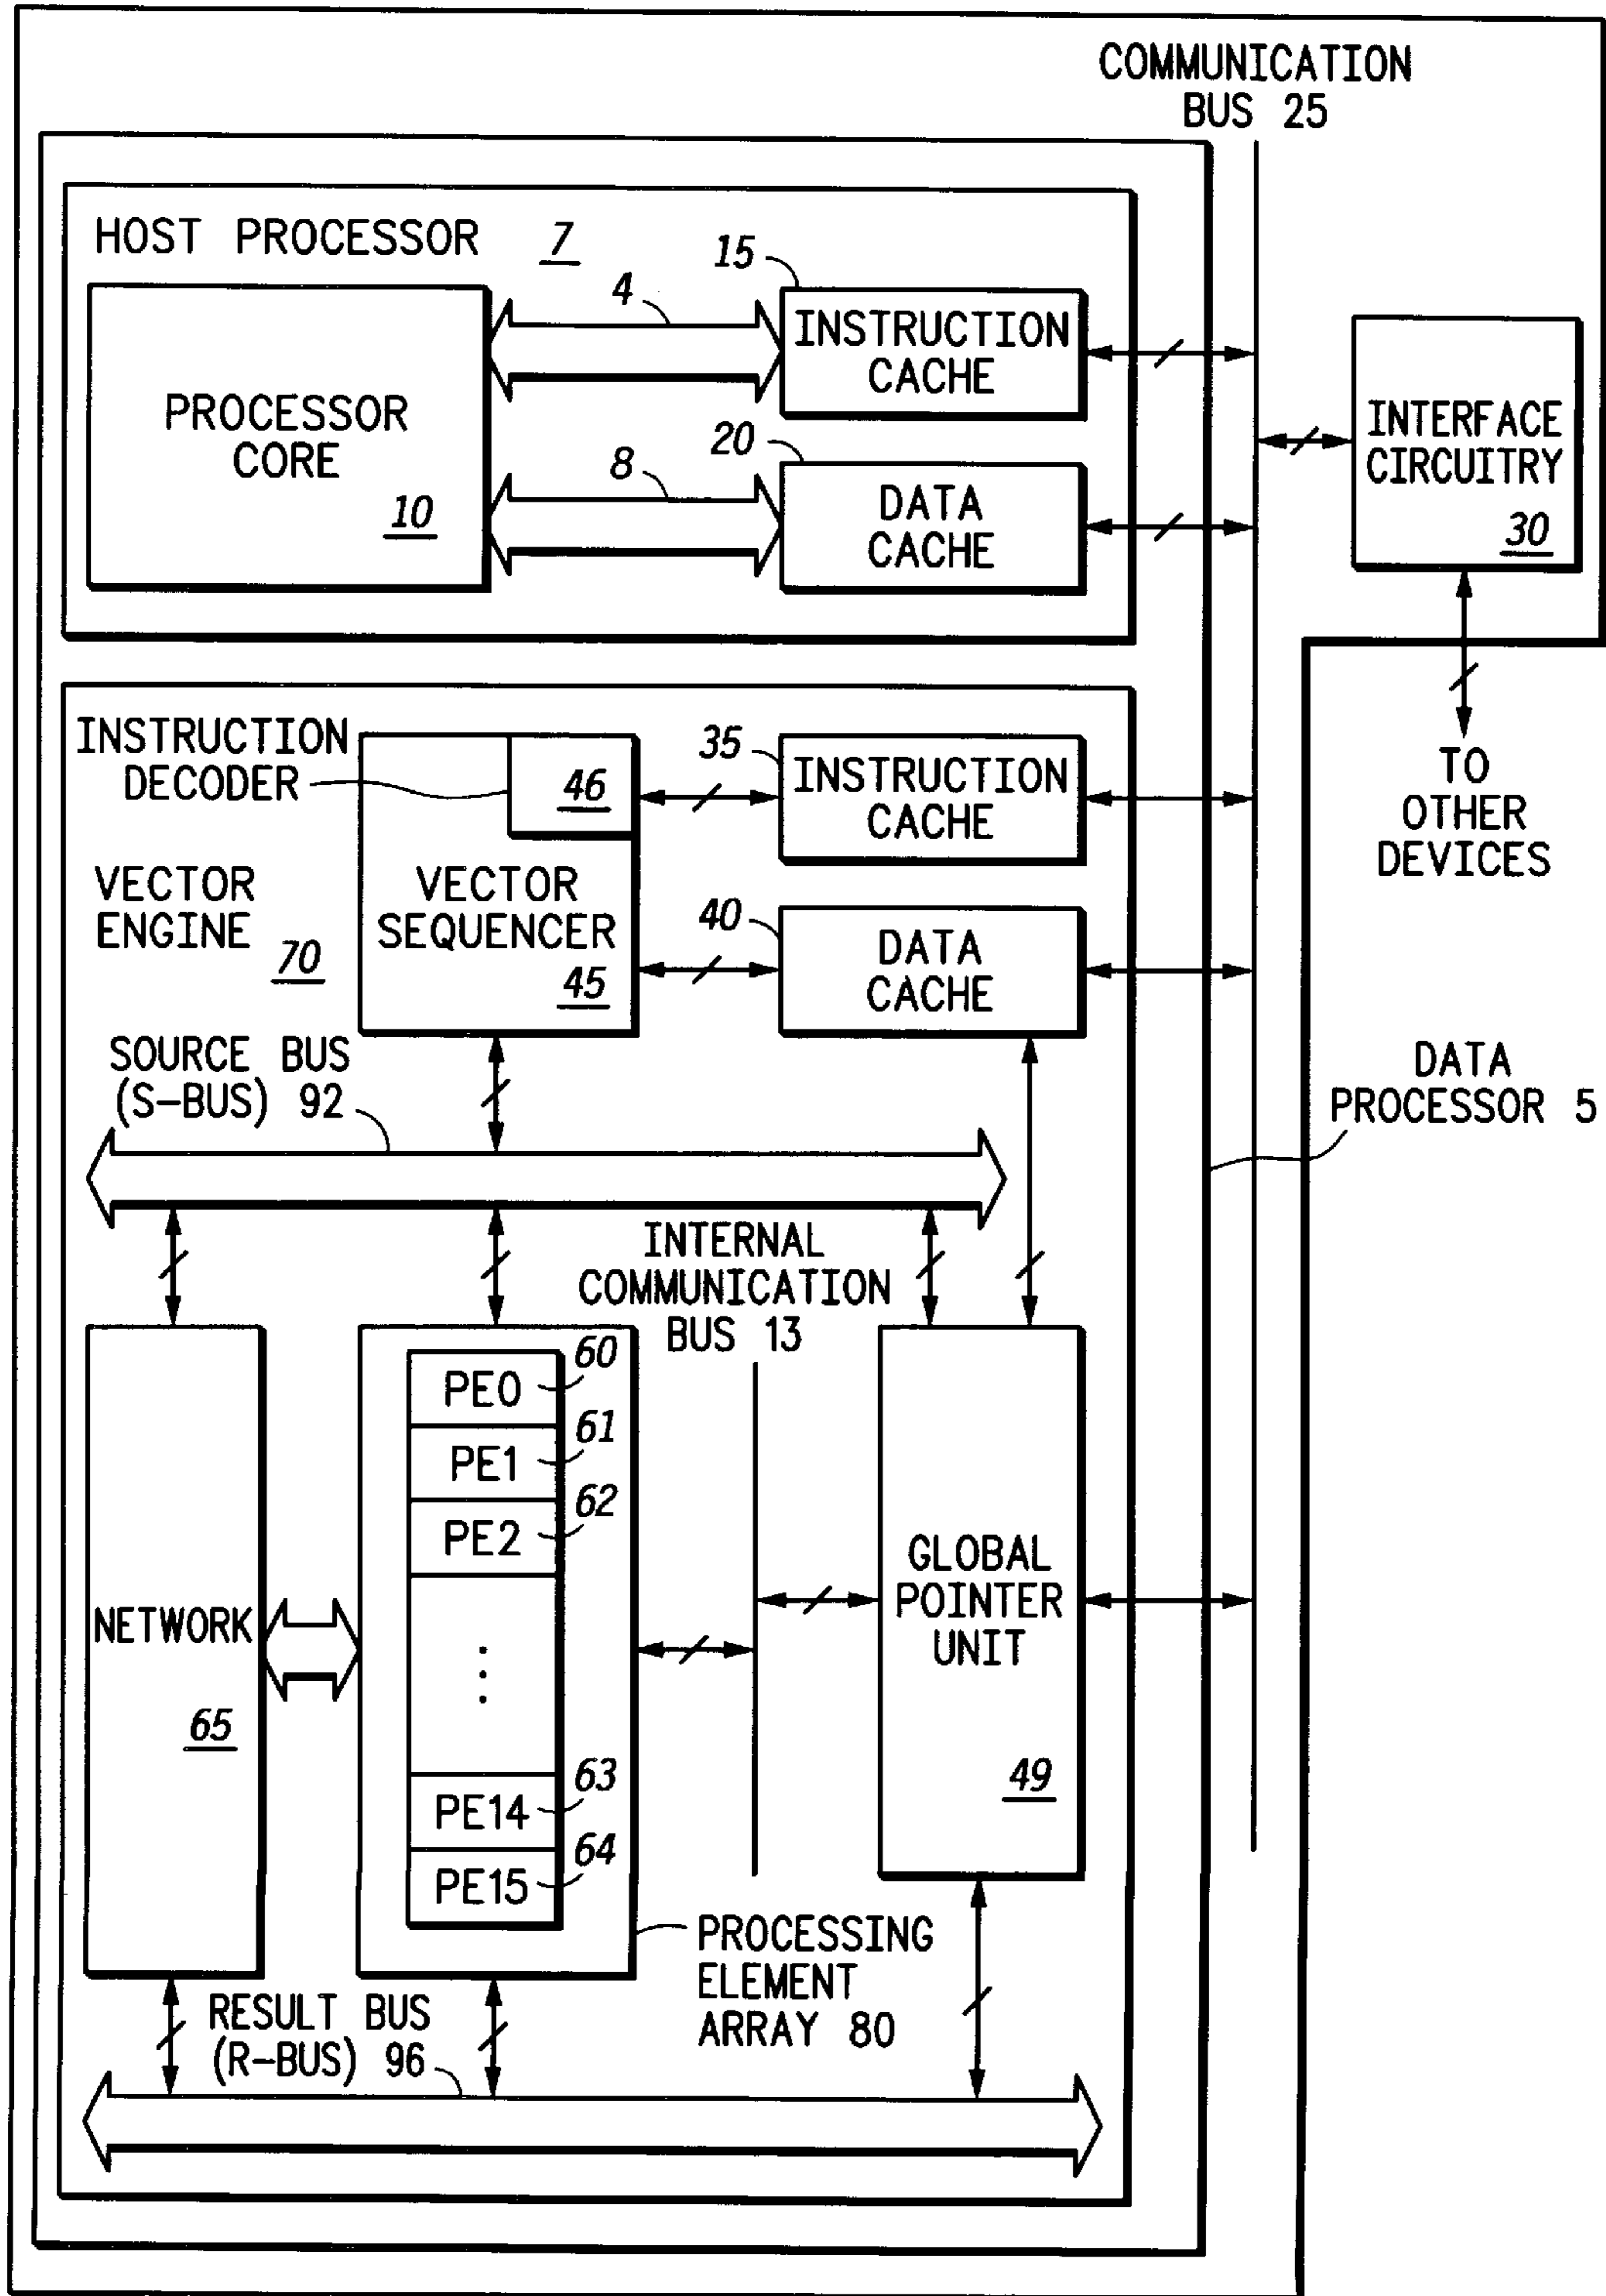 COMMUNICATION
BUS 25
HOST PROCESSOR 7
4
15
INSTRUCTION
CACHE
PROCESSOR
CORE
10
8
20
DATA
CACHE
INTERFACE
CIRCUITRY
30
TO
OTHER
DEVICES
INSTRUCTION
DECODER
46
35
INSTRUCTION
CACHE
VECTOR
ENGINE
70
VECTOR
SEQUENCER
45
40
DATA
CACHE
SOURCE BUS
(S-BUS) 92
DATA
PROCESSOR 5
INTERNAL
COMMUNICATION
BUS 13
NETWORK
65
PE0
60
PE1
61
PE2
62
PE14
63
PE15
64
GLOBAL
POINTER
UNIT
49
PROCESSING
ELEMENT
ARRAY 80
RESULT BUS
(R-BUS) 96